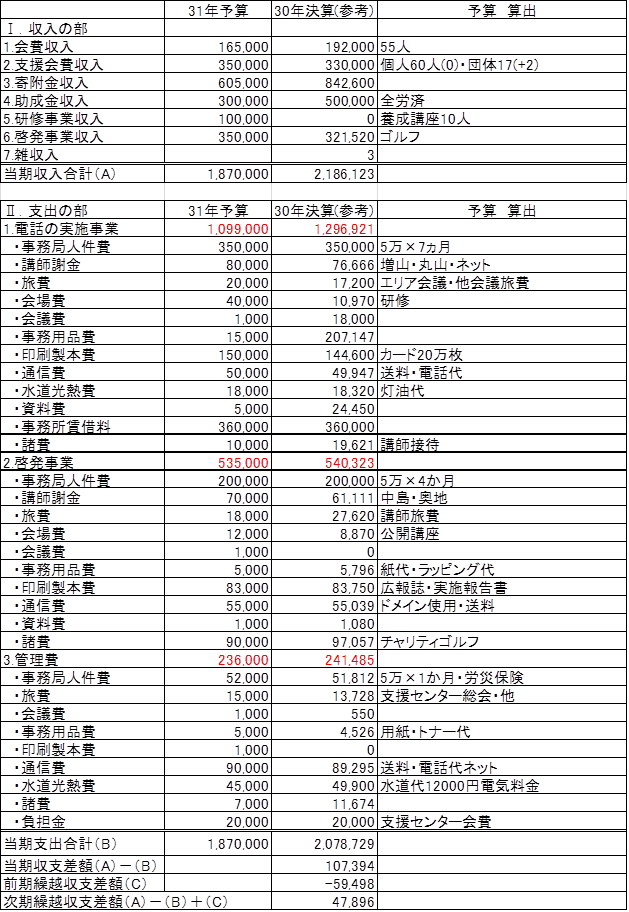 31年予算 30年決算(参考) 予算 算出
Ⅰ. 収入の部
1.会費収入 165,000 192,000 55人
2.支援会費収入 350,000 330,000 個人60人(0)・団体17(+2)
3.寄附金収入 605,000 842,600
4.助成金収入 300,000 500,000 全労済
5.研修事業収入 100,000 0 養成講座10人
6.啓発事業収入 350,000 321,520 ゴルフ
7.雑収入 3
当期収入合計(A) 1,870,000 2,186,123
Ⅱ. 支出の部 31年予算 30年決算(参考) 予算 算出
1.電話の実施事業 1,099,000 1,296,921
・事務局人件費 350,000 350,000 5万×7ヵ月
・講師謝金 80,000 76,666 増山・丸山・ネット
・旅費 20,000 17,200 エリア会議・他会議旅費
・会場費 40,000 10,970 研修
・会議費 1,000 18,000
・事務用品費 15,000 207,147
・印刷製本費 150,000 144,600 カード20万枚
・通信費 50,000 49,947 送料・電話代
・水道光熱費 18,000 18,320 灯油代
・資料費 5,000 24,450
・事務所賃借料 360,000 360,000
・諸費 10,000 19,621 講師接待
2.啓発事業 535,000 540,323
・事務局人件費 200,000 200,000 5万×4か月
・講師謝金 70,000 61,111 中島・奥地
・旅費 18,000 27,620 講師旅費
・会場費 12,000 8,870 公開講座
・会議費 1,000 0
・事務用品費 5,000 5,796 紙代・ラッピング代
・印刷製本費 83,000 83,750 広報誌・実施報告書
・通信費 55,000 55,039 ドメイン使用・送料
・資料費 1,000 1,080
・諸費 90,000 97,057 チャリティゴルフ
3.管理費 236,000 241,485
・事務局人件費 52,000 51,812 5万×1か月・労災保険
・旅費 15,000 13,728 支援センター総会・他
・会議費 1,000 550
・事務用品費 5,000 4,526 用紙・トナー代
・印刷製本費 1,000 0
・通信費 90,000 89,295 送料・電話代ネット
・水道光熱費 45,000 49,900 水道代12000円電気料金
・諸費 7,000 11,674
・負担金 20,000 20,000 支援センター会費
当期支出合計(B) 1,870,000 2,078,729
当期収支差額(A)-(B) 107,394
前期繰越収支差額(C) -59,498
次期繰越収支差額(A)-(B)+(C) 47,896